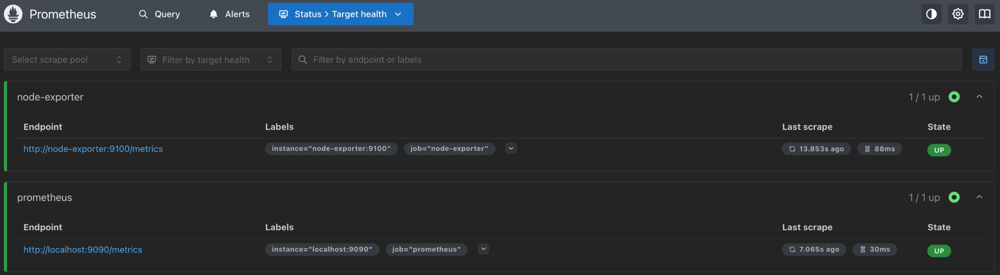 Prometheus Query Alerts Status > Target health
Select scrape pool Filter by target health Filter by endpoint or labels
node-exporter 1 / 1 up
Endpoint Labels Last scrape State
http://node-exporter:9100/metrics instance="node-exporter:9100" job="node-exporter" 13.853s ago 88ms UP
prometheus 1 / 1 up
Endpoint Labels Last scrape State
http://localhost:9090/metrics instance="localhost:9090" job="prometheus" 7.065s ago 30ms UP